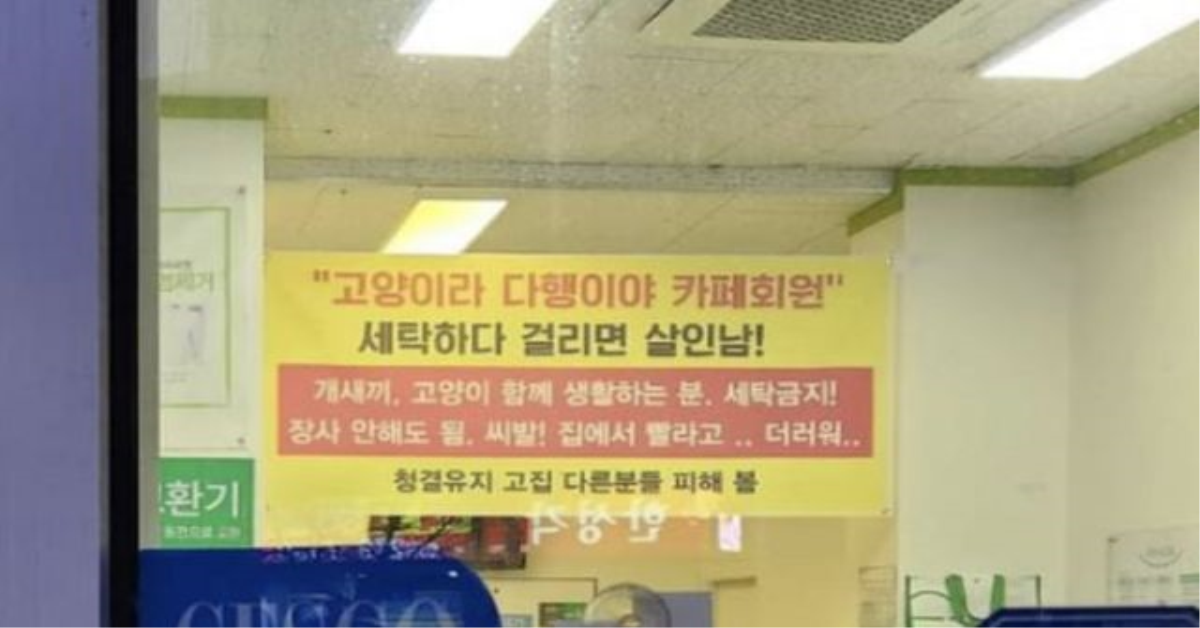 "고양이라 다행이야 카페회원"
세탁하다 걸리면 살인남!
개새끼, 고양이 함께 생활하는 분. 세탁금지!
장사 안해도 됨. 씨발! 집에서 빨라고 .. 더러워..
청결유지 고집 다른분들 피해 봄
환기